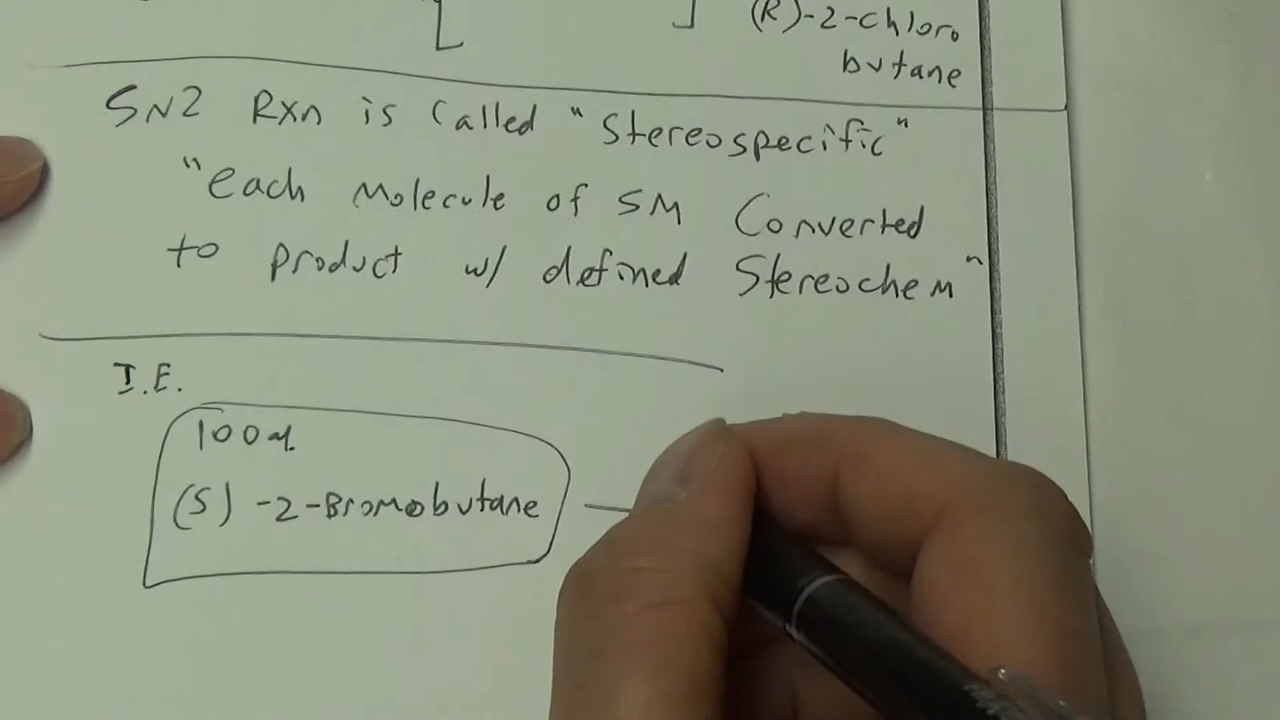 (R)-2-chloro
butane
SN2 Rxn is Called "Stereospecific"
"each Molecule of SM Converted
to product w/ defined Stereochem"
I.E.
100%
(S)-2-Bromobutane